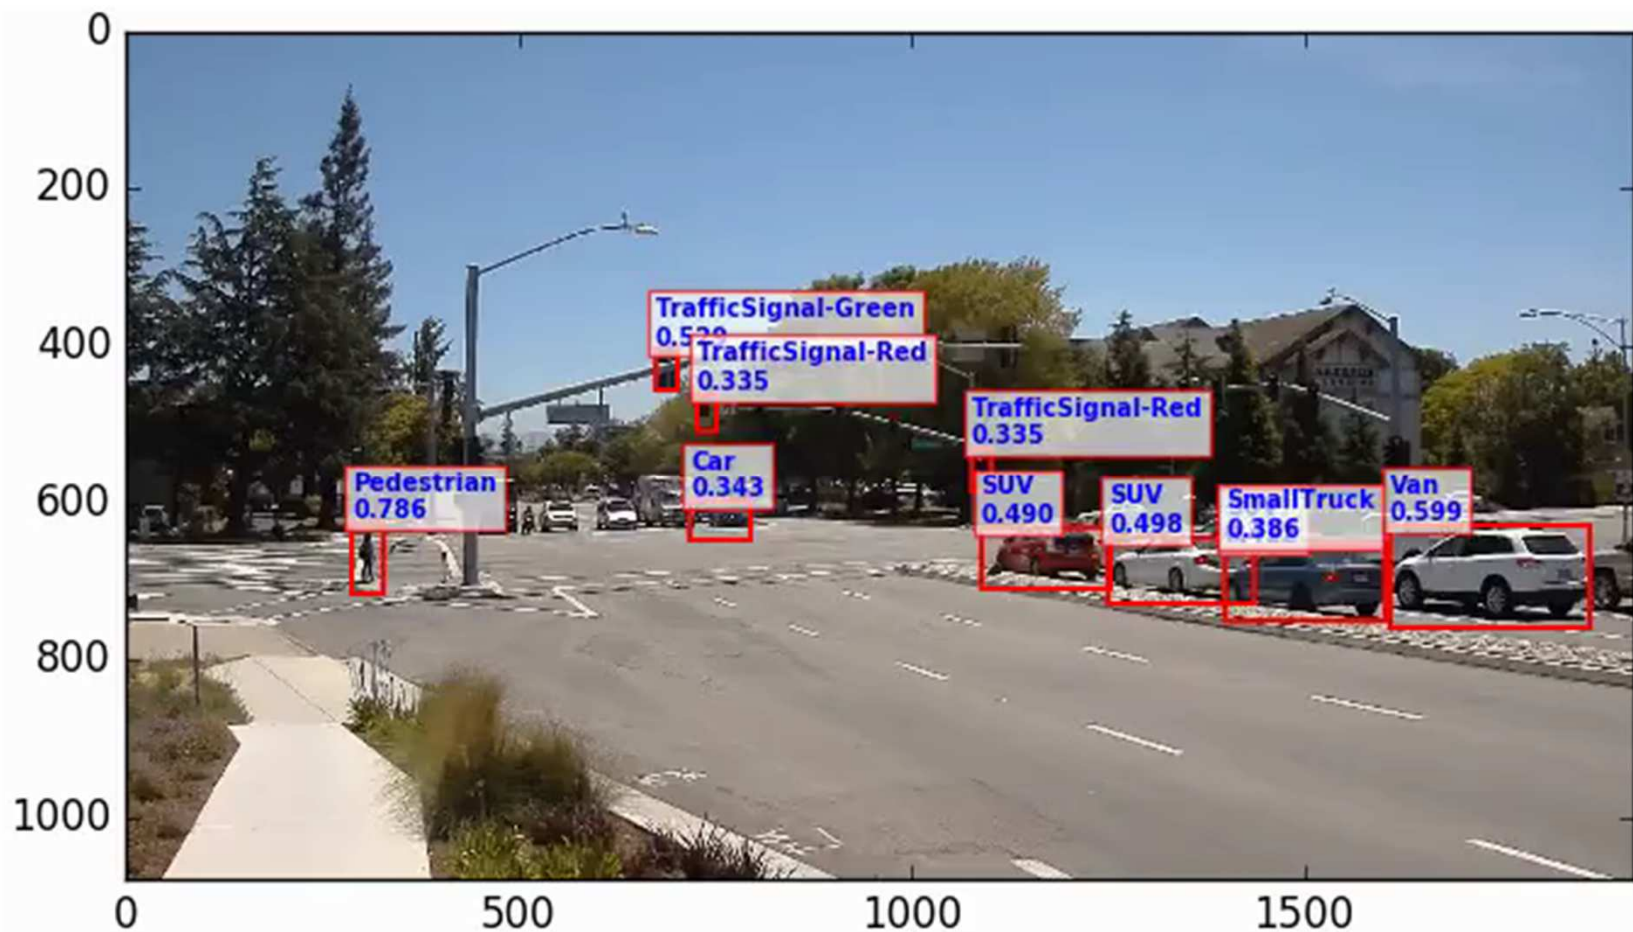 0
200
400
600
800
1000
0
500
1000
1500
TrafficSignal-Green
TrafficSignal-Red
0.335
TrafficSignal-Red
0.335
Car
0.343
Pedestrian
0.786
SUV
0.490
SUV
0.498
SmallTruck
0.386
Van
0.599